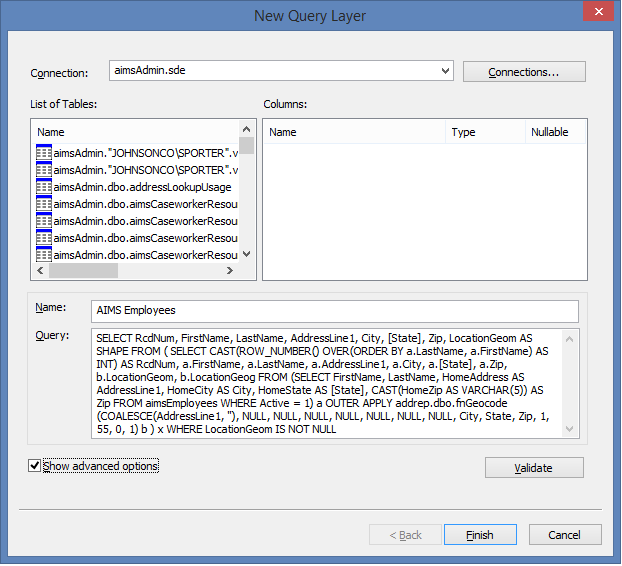 New Query Layer
Connection:
aimsAdmin.sde
Connections...
List of Tables:
Columns:
Name
Name Type Nullable
aimsAdmin."JOHNSONCO\SPORTER".v
aimsAdmin."JOHNSONCO\SPORTER".v
aimsAdmin.dbo.addressLookupUsage
aimsAdmin.dbo.aimsCaseworkerResou
aimsAdmin.dbo.aimsCaseworkerResou
aimsAdmin.dbo.aimsCaseworkerResou
aimsAdmin.dbo.aimsCaseworkerResou
Name:
AIMS Employees
Query:
SELECT RcdNum, FirstName, LastName, AddressLine1, City, [State], Zip, LocationGeom AS
SHAPE FROM ( SELECT CAST(ROW_NUMBER() OVER(ORDER BY a.LastName, a.FirstName) AS
INT) AS RcdNum, a.FirstName, a.LastName, a.AddressLine1, a.City, a.[State], a.Zip,
b.LocationGeom, b.LocationGeog FROM (SELECT FirstName, LastName, HomeAddress AS
AddressLine1, HomeCity AS City, HomeState AS [State], CAST(HomeZip AS VARCHAR(5)) AS
Zip FROM aimsEmployees WHERE Active = 1) a OUTER APPLY addrep.dbo.fnGeocode
(COALESCE(AddressLine1, ''), NULL, NULL, NULL, NULL, NULL, NULL, City, State, Zip, 1,
55, 0, 1) b ) x WHERE LocationGeom IS NOT NULL
Show advanced options
Validate
< Back
Finish
Cancel